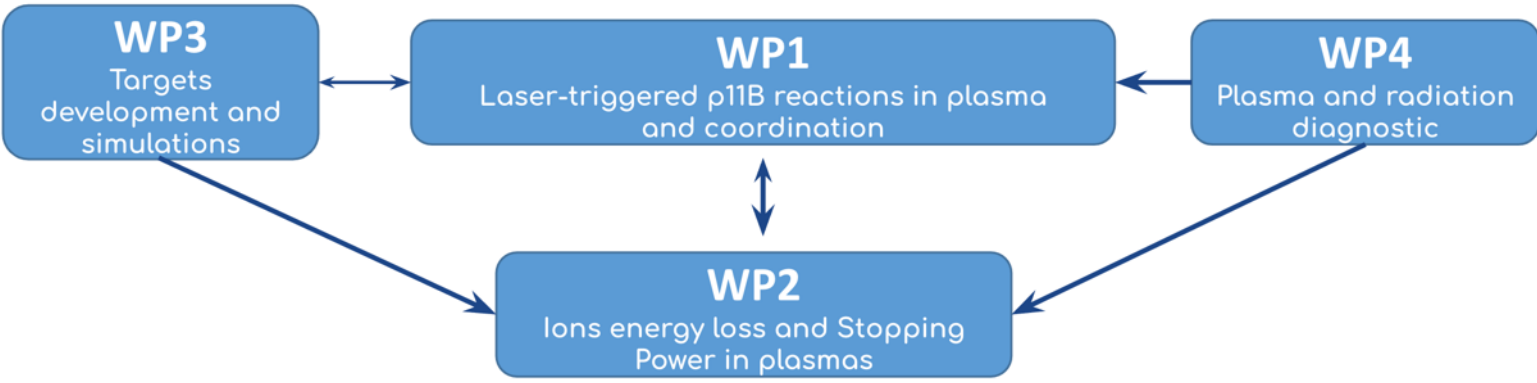 WP3
Targets
development and
simulations
WP1
Laser-triggered p11B reactions in plasma
and coordination
WP4
Plasma and radiation
diagnostic
WP2
Ions energy loss and Stopping
Power in plasmas